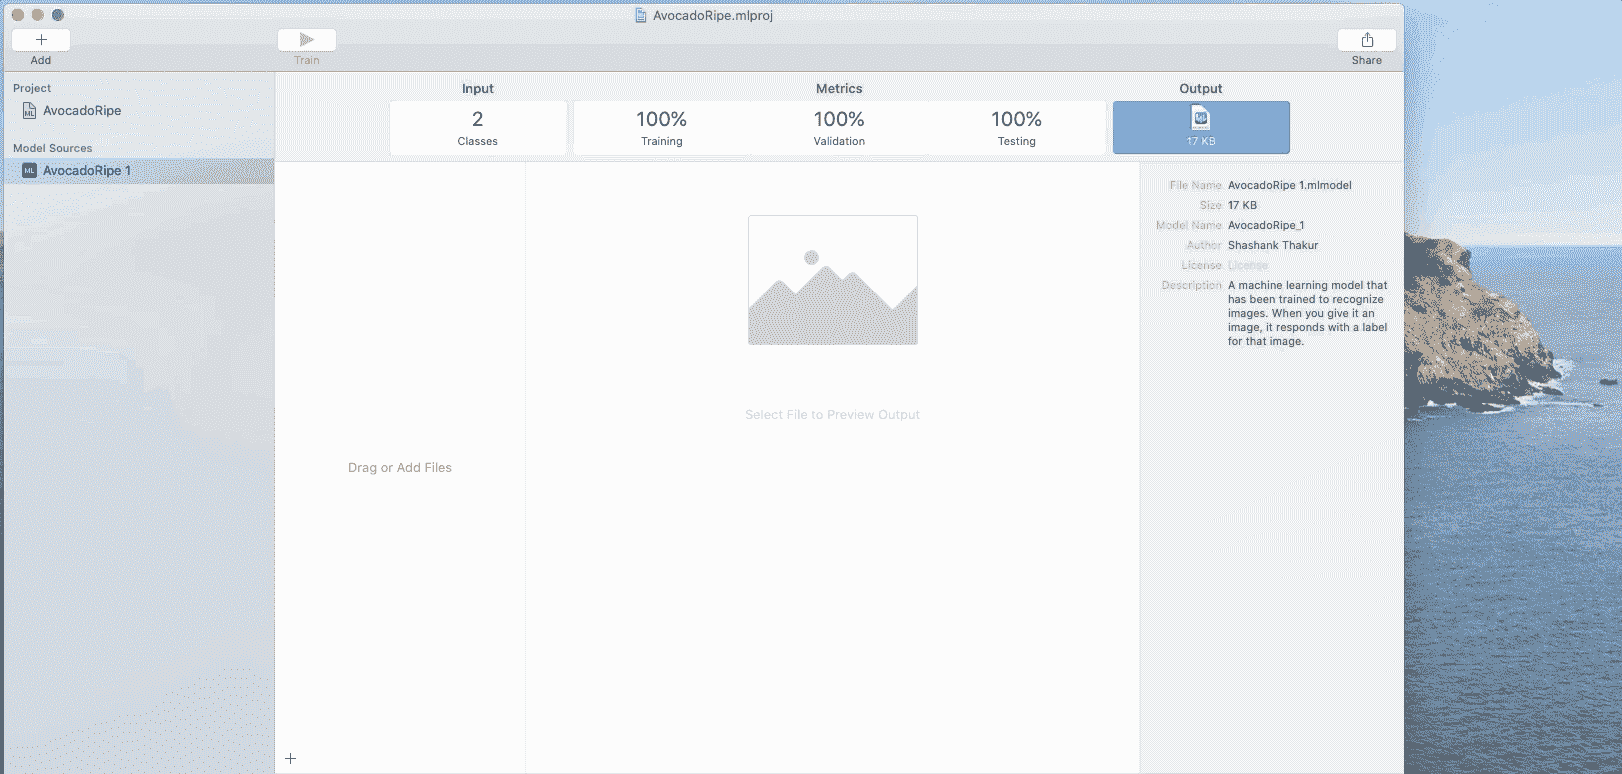 AvocadoRipe.mlproj
Add
Train
Share
Project
ML
AvocadoRipe
Model Sources
ML
AvocadoRipe 1
Input
Metrics
Output
2
100%
100%
100%
Classes
Training
Validation
Testing
17 KB
File Name AvocadoRipe 1.mlmodel
Size 17 KB
Model Name AvocadoRipe_1
Author Shashank Thakur
License License
Description A machine learning model that
has been trained to recognize
images. When you give it an
image, it responds with a label
for that image.
Select File to Preview Output
Drag or Add Files